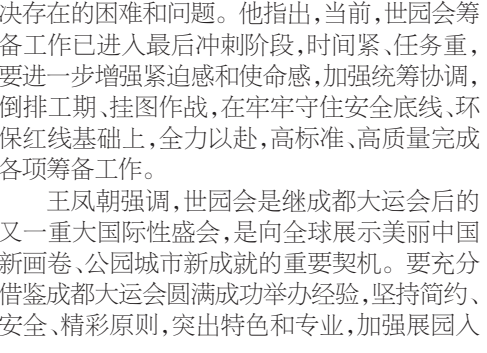 决存在的困难和问题。他指出,当前,世园会筹
备工作已进入最后冲刺阶段,时间紧、任务重,
要进一步增强紧迫感和使命感,加强统筹协调,
倒排工期、挂图作战,在牢牢守住安全底线、环
保红线基础上,全力以赴,高标准、高质量完成
各项筹备工作。
王凤朝强调,世园会是继成都大运会后的
又一重大国际性盛会,是向全球展示美丽中国
新画卷、公园城市新成就的重要契机。要充分
借鉴成都大运会圆满成功举办经验,坚持简约、
安全、精彩原则,突出特色和专业,加强展园入